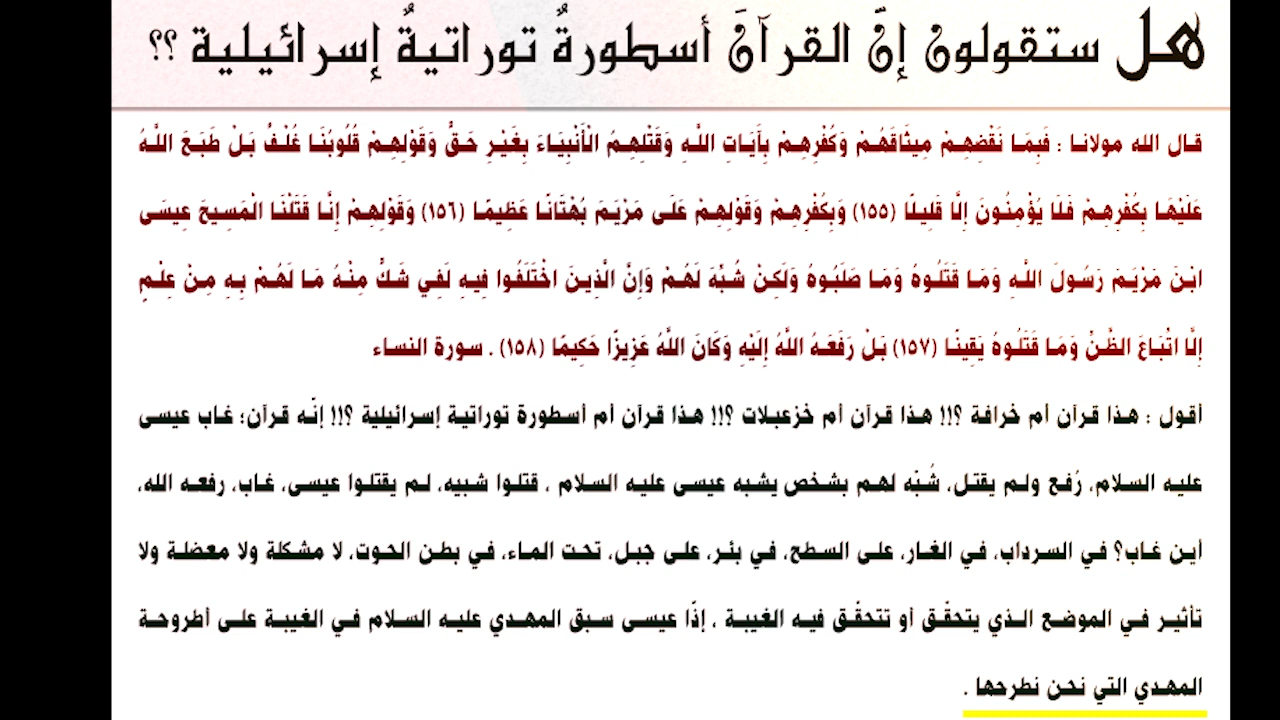 هل ستقولون إنّ القرآنَ أسطورةٌ توراتيةٌ إسرائيلية ؟؟
قال الله مولانا : فَبِمَا نَقْضِهِمْ مِيثَاقَهُمْ وَكُفْرِهِمْ بِآَيَاتِ اللَّهِ وَقَتْلِهِمُ الْأَنْبِيَاءَ بِغَيْرِ حَقٍّ وَقَوْلِهِمْ قُلُوبُنَا غُلْفٌ بَلْ طَبَعَ اللَّهُ
عَلَيْهَا بِكُفْرِهِمْ فَلَا يُؤْمِنُونَ إِلَّا قَلِيلًا (١٥٥) وَبِكُفْرِهِمْ وَقَوْلِهِمْ عَلَى مَرْيَمَ بُهْتَانًا عَظِيمًا (١٥٦) وَقَوْلِهِمْ إِنَّا قَتَلْنَا الْمَسِيحَ عِيسَى
ابْنَ مَرْيَمَ رَسُولَ اللَّهِ وَمَا قَتَلُوهُ وَمَا صَلَبُوهُ وَلَكِنْ شُبِّهَ لَهُمْ وَإِنَّ الَّذِينَ اخْتَلَفُوا فِيهِ لَفِي شَكٍّ مِنْهُ مَا لَهُمْ بِهِ مِنْ عِلْمٍ
إِلَّا اتِّبَاعَ الظَّنِّ وَمَا قَتَلُوهُ يَقِينًا (١٥٧) بَلْ رَفَعَهُ اللَّهُ إِلَيْهِ وَكَانَ اللَّهُ عَزِيزًا حَكِيمًا (١٥٨) . سورة النساء
أقول : هذا قرآن أم خرافة ؟!! هذا قرآن أم خزعبلات ؟!! هذا قرآن أم أسطورة توراتية إسرائيلية ؟!! إنّه قرآن؛ غاب عيسى
عليه السلام، رُفع ولم يقتل، شُبّه لهم بشخص يشبه عيسى عليه السلام ، قتلوا شبيه، لم يقتلوا عيسى، غاب، رفعه الله،
أين غاب؟ في السرداب، في الغار، على السطح، في بئر، على جبل، تحت الماء، في بطن الحوت، لا مشكلة ولا معضلة ولا
تأثير في الموضع الذي يتحقّق أو تتحقّق فيه الغيبة ، إذًا عيسى سبق المهدي عليه السلام في الغيبة على أطروحة
المهدي التي نحن نطرحها .